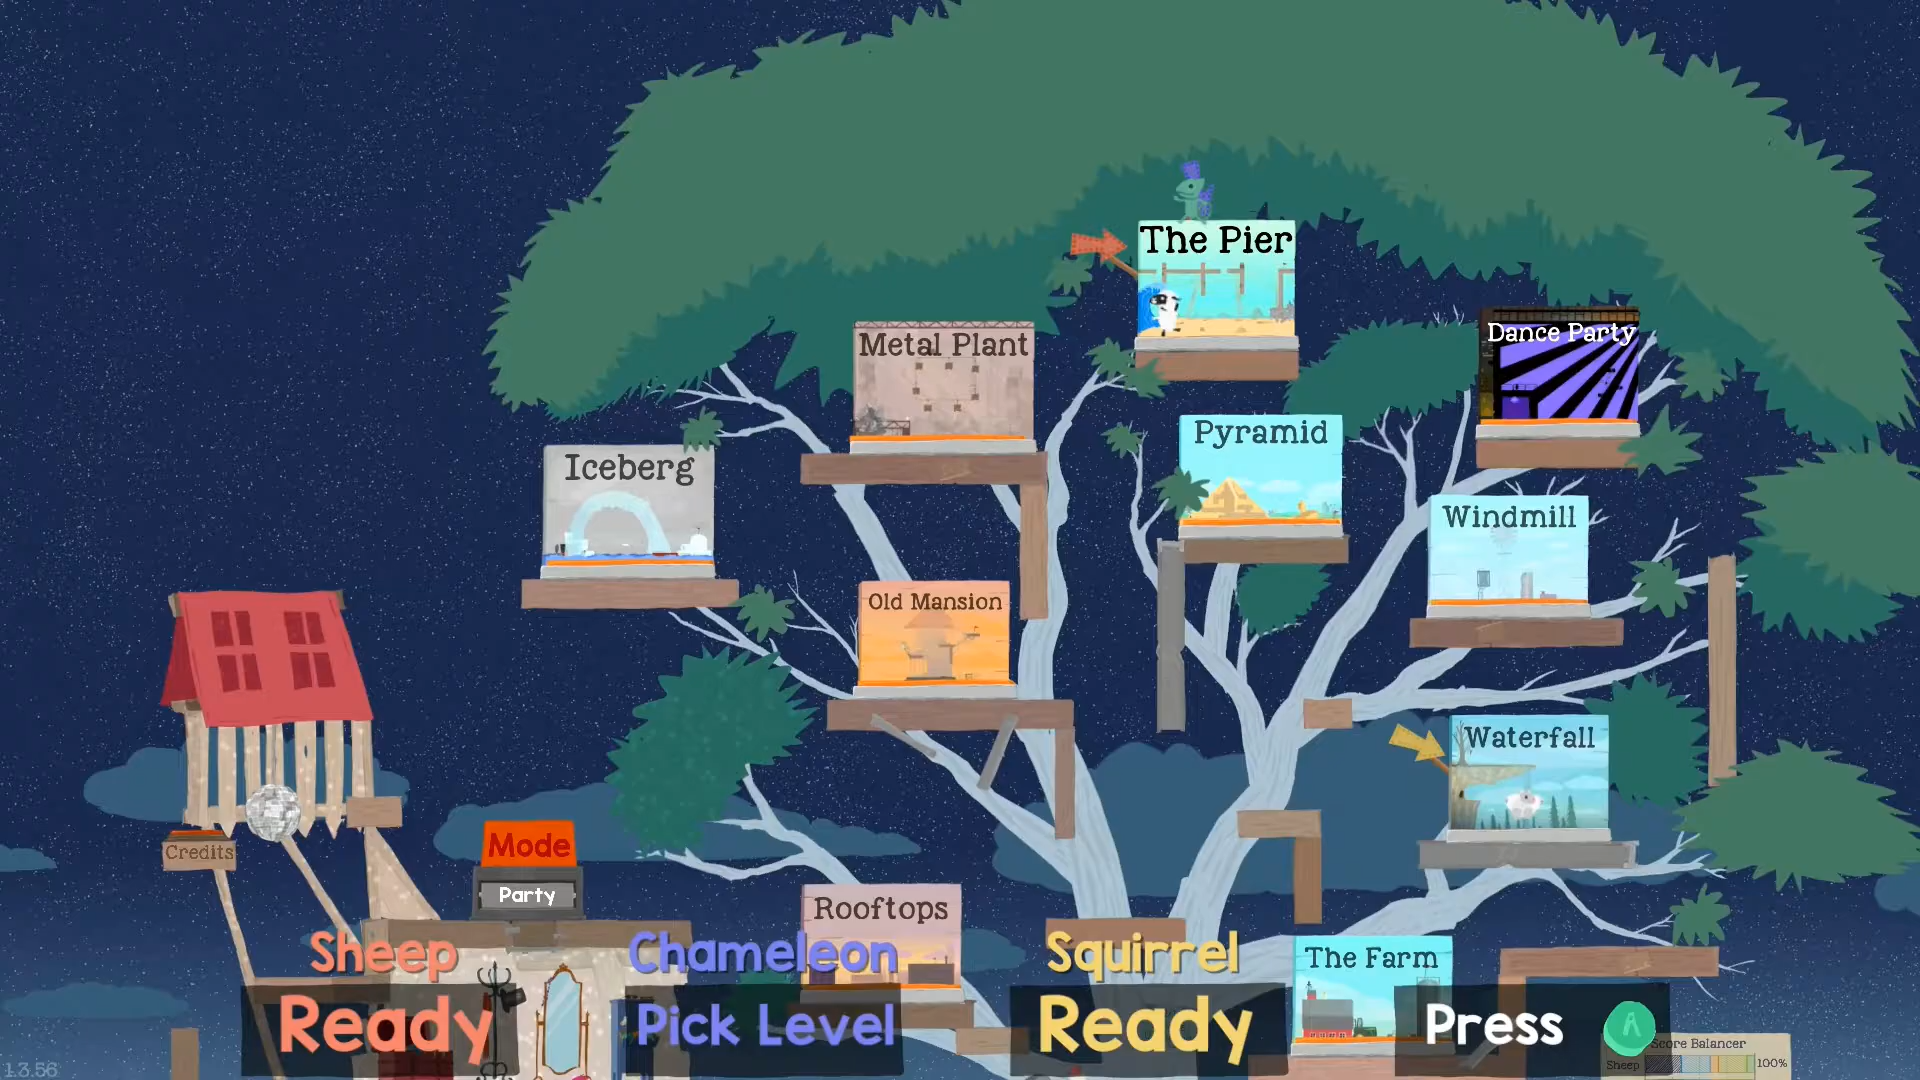 The Pier
Dance Party
Metal Plant
Pyramid
Iceberg
Windmill
Old Mansion
Waterfall
Credits
Mode
Party
Rooftops
The Farm
Sheep
Ready
Chameleon
Pick Level
Squirrel
Ready
Press A
Score Balancer
Sheep 100%
1.3.56